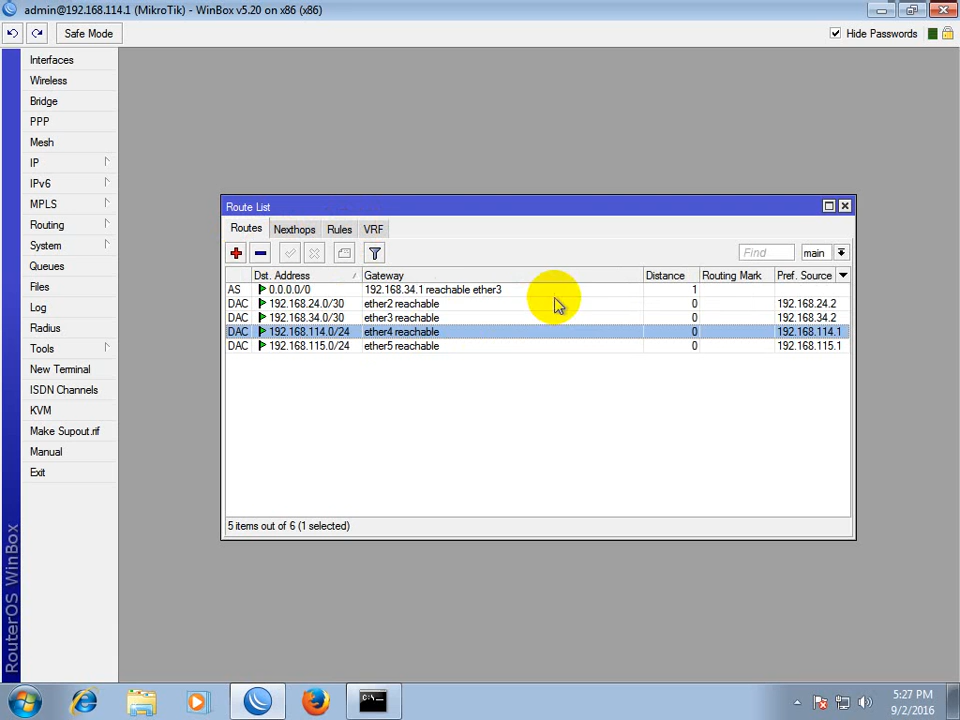 admin@192.168.114.1 (MikroTik) - WinBox v5.20 on x86 (x86)
Safe Mode
Hide Passwords
Interfaces
Wireless
Bridge
PPP
Mesh
IP
IPv6
MPLS
Routing
System
Queues
Files
Log
Radius
Tools
New Terminal
ISDN Channels
KVM
Make Supout.rif
Manual
Exit
RouterOS WinBox
Route List
Routes Nexthops Rules VRF
Find main
Dst. Address Gateway Distance Routing Mark Pref. Source
AS 0.0.0.0/0 192.168.34.1 reachable ether3 1
DAC 192.168.24.0/30 ether2 reachable 0 192.168.24.2
DAC 192.168.34.0/30 ether3 reachable 0 192.168.34.2
DAC 192.168.114.0/24 ether4 reachable 0 192.168.114.1
DAC 192.168.115.0/24 ether5 reachable 0 192.168.115.1
5 items out of 6 (1 selected)
5:27 PM
9/2/2016